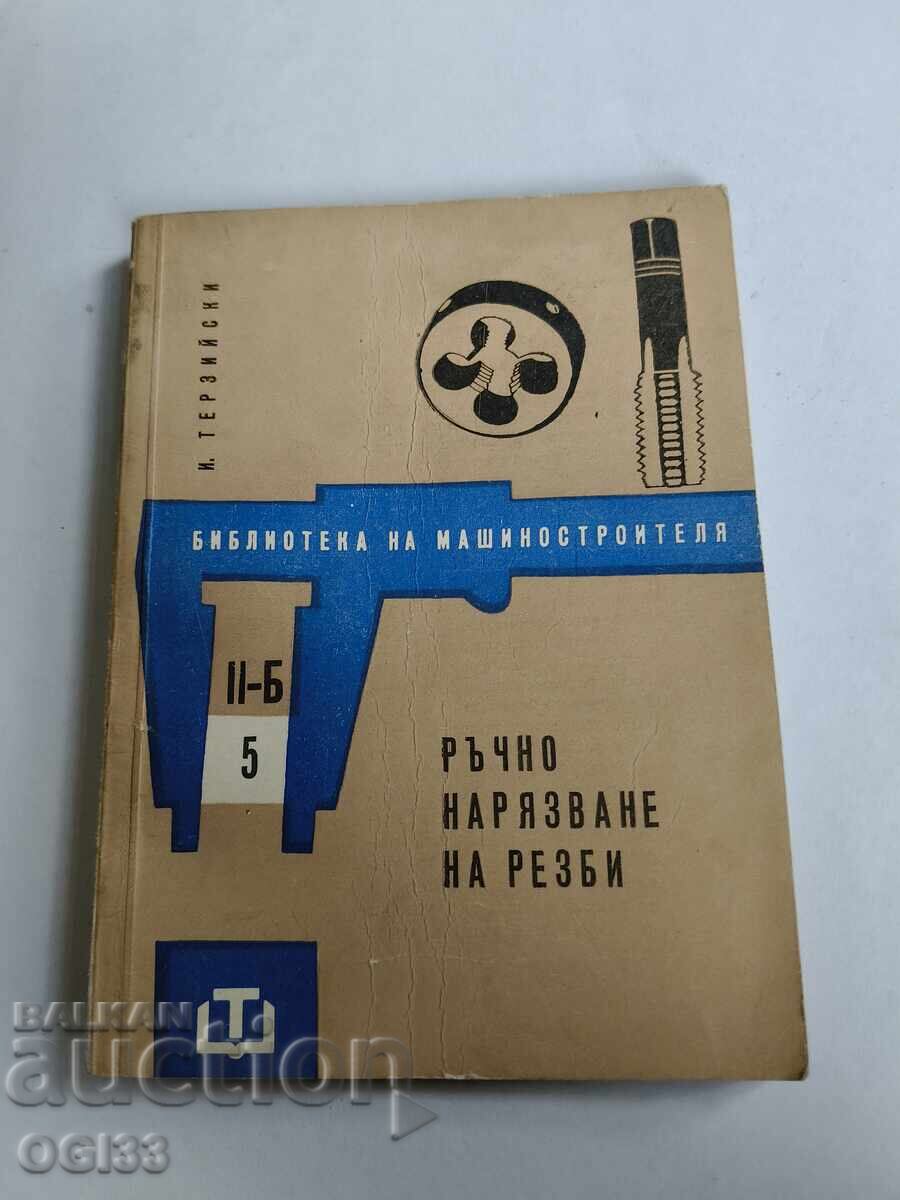 И. ТЕРЗИЙСКИ
БИБЛИОТЕКА НА МАШИНОСТРОИТЕЛЯ
II-Б
5
РЪЧНО
НАРЯЗВАНЕ
НА РЕЗБИ
Т
BALKAN
auction
OGI33